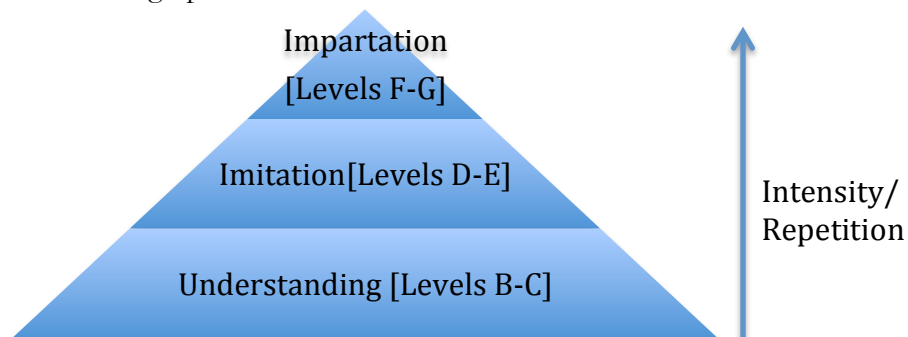 Impartation
[Levels F-G]
Imitation[Levels D-E]
Understanding [Levels B-C]
Intensity/
Repetition